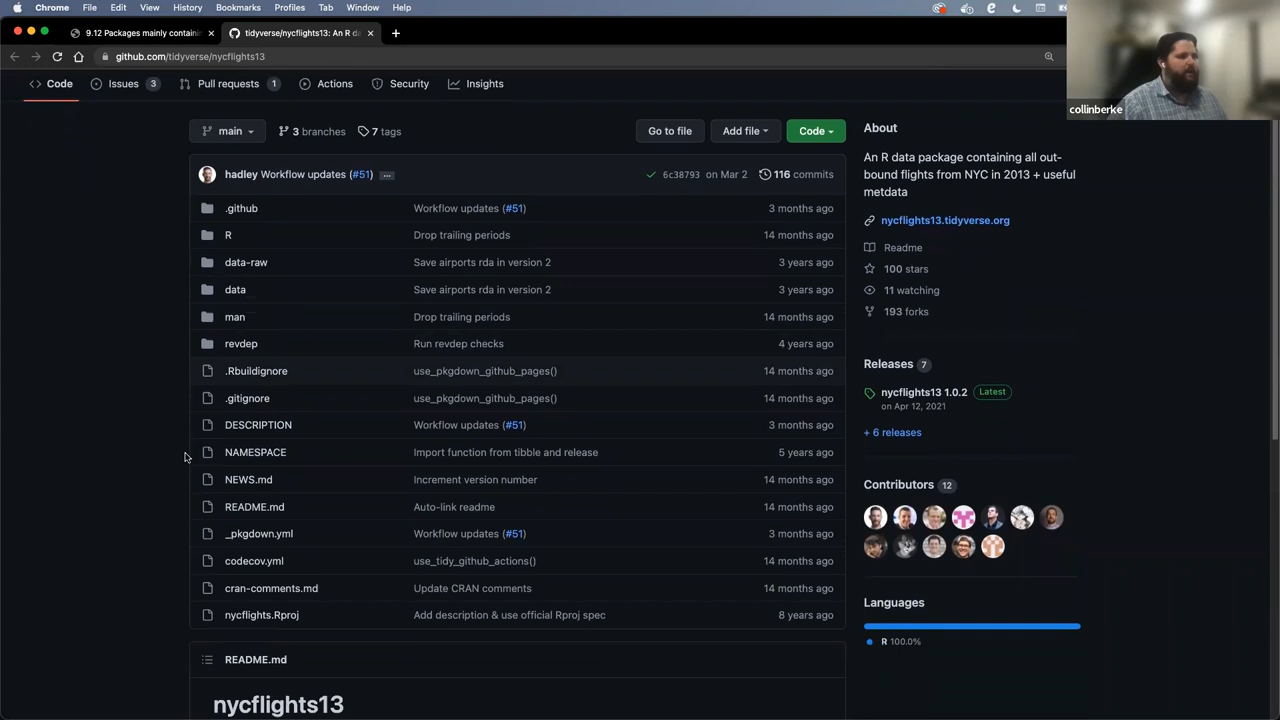 Chrome File Edit View History Bookmarks Profiles Tab Window Help
9.12 Packages mainly containin × tidyverse/nycflights13: An R da × +
github.com/tidyverse/nycflights13
collinberke
Code Issues 3 Pull requests 1 Actions Security Insights
main 3 branches 7 tags Go to file Add file Code
hadley Workflow updates (#51) ... 6c38793 on Mar 2 116 commits
.github Workflow updates (#51) 3 months ago
R Drop trailing periods 14 months ago
data-raw Save airports rda in version 2 3 years ago
data Save airports rda in version 2 3 years ago
man Drop trailing periods 14 months ago
revdep Run revdep checks 4 years ago
.Rbuildignore use_pkgdown_github_pages() 14 months ago
.gitignore use_pkgdown_github_pages() 14 months ago
DESCRIPTION Workflow updates (#51) 3 months ago
NAMESPACE Import function from tibble and release 5 years ago
NEWS.md Increment version number 14 months ago
README.md Auto-link readme 14 months ago
_pkgdown.yml Workflow updates (#51) 3 months ago
codecov.yml use_tidy_github_actions() 14 months ago
cran-comments.md Update CRAN comments 14 months ago
nycflights.Rproj Add description & use official Rproj spec 8 years ago
README.md
nycflights13
About
An R data package containing all out-
bound flights from NYC in 2013 + useful
metdata
nycflights13.tidyverse.org
Readme
100 stars
11 watching
193 forks
Releases 7
nycflights13 1.0.2 Latest
on Apr 12, 2021
+ 6 releases
Contributors 12
Languages
R 100.0%